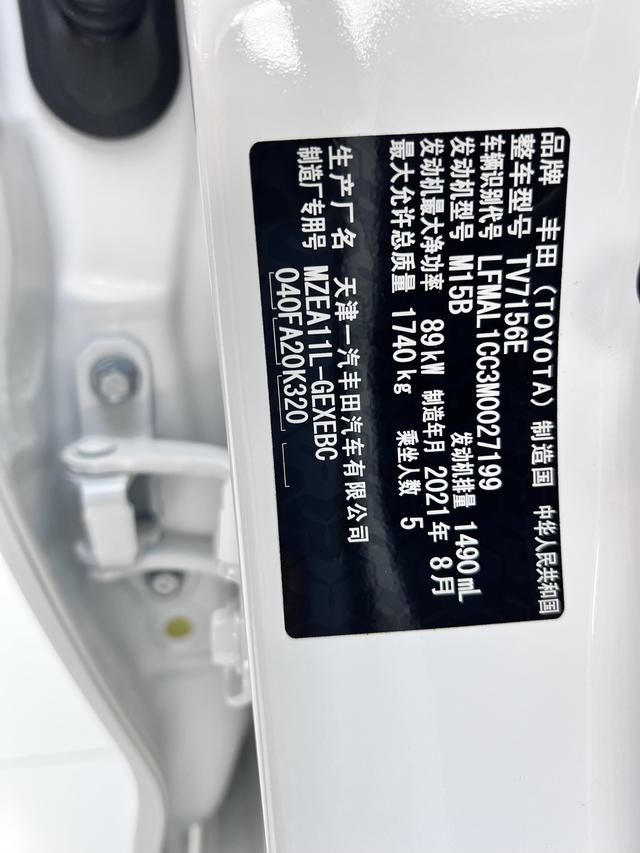 品牌 丰田（TOYOTA） 制造国 中华人民共和国
整车型号 TV7156E
车辆识别代号 LFMAL1CC3M0027199
发动机型号 M15B 发动机排量 1490mL
发动机最大净功率 89kW 制造年月 2021年8月
最大允许总质量 1740kg 乘坐人数 5
生产厂名 天津一汽丰田汽车有限公司
制造厂专用号 MZEA11L-GEXEBC
040FA20K320